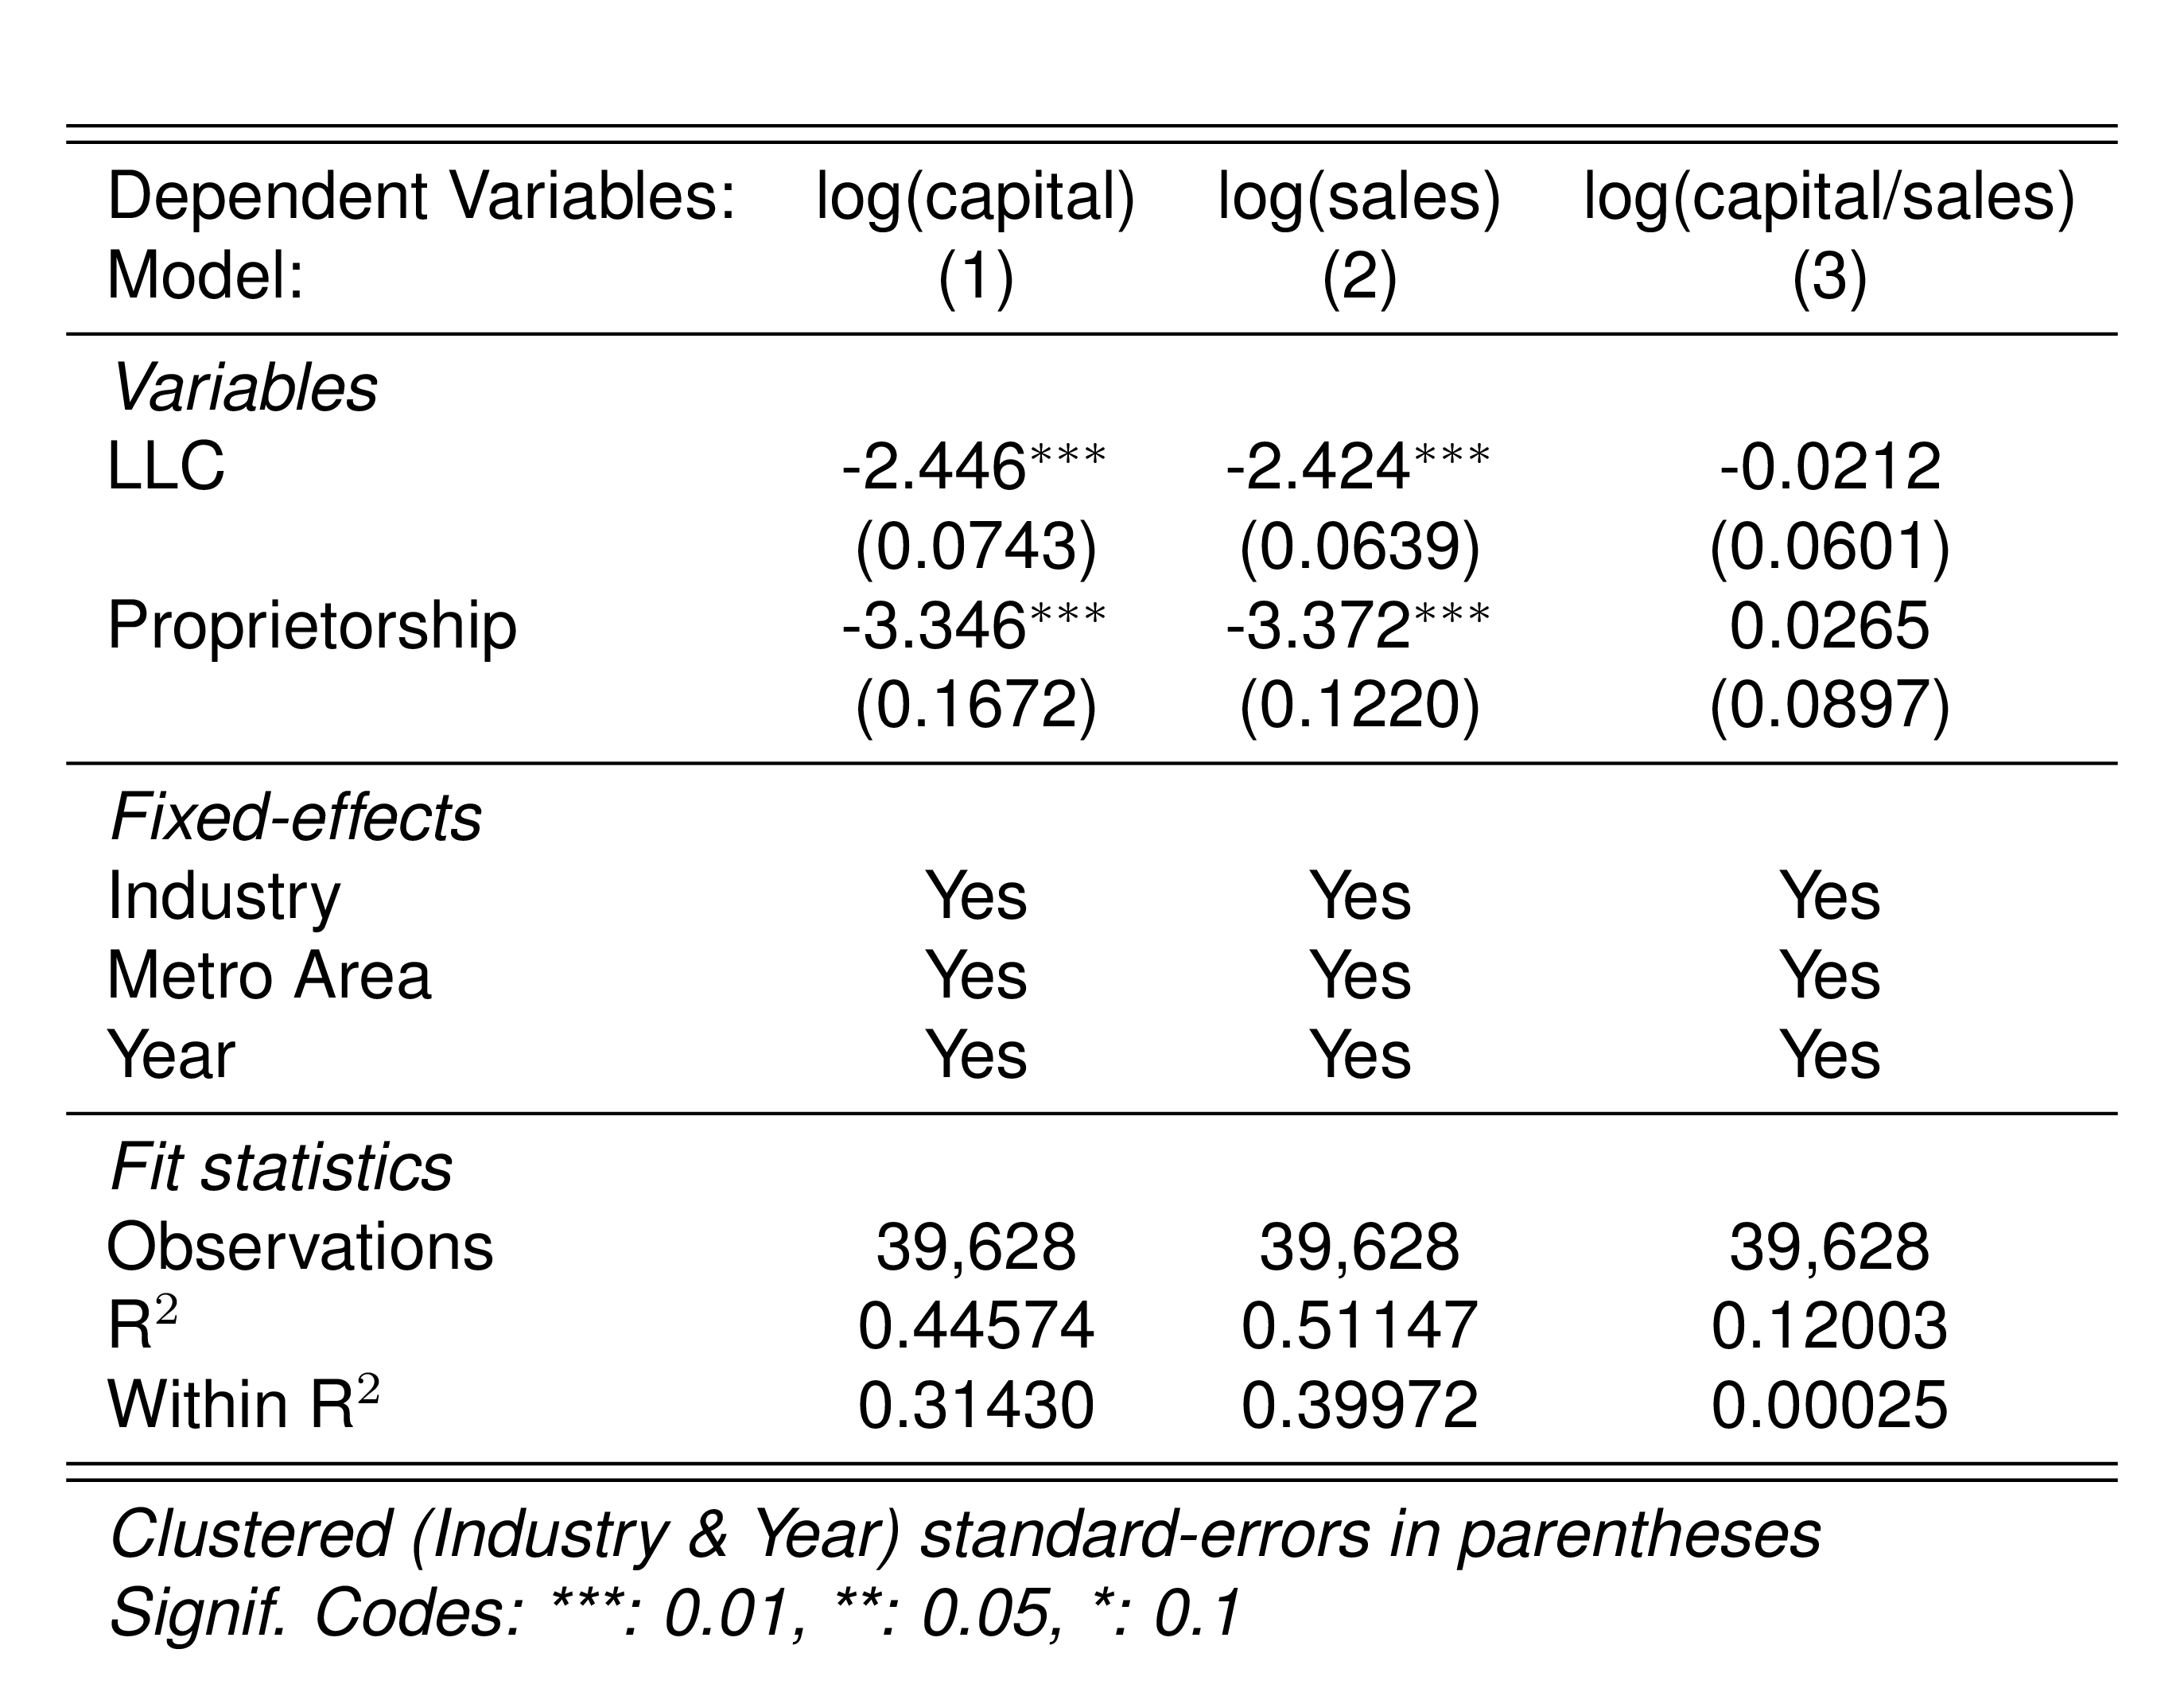 Dependent Variables: log(capital) log(sales) log(capital/sales)
Model: (1) (2) (3)
Variables
LLC -2.446*** -2.424*** -0.0212
(0.0743) (0.0639) (0.0601)
Proprietorship -3.346*** -3.372*** 0.0265
(0.1672) (0.1220) (0.0897)
Fixed-effects
Industry Yes Yes Yes
Metro Area Yes Yes Yes
Year Yes Yes Yes
Fit statistics
Observations 39,628 39,628 39,628
R² 0.44574 0.51147 0.12003
Within R² 0.31430 0.39972 0.00025
Clustered (Industry & Year) standard-errors in parentheses
Signif. Codes: ***: 0.01, **: 0.05, *: 0.1